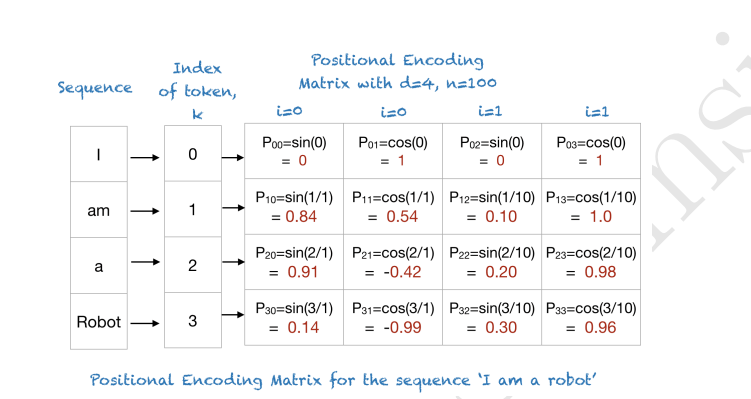 Positional Encoding
Matrix with d=4, n=100
Index
of token,
k
Sequence
i=0 i=0 i=1 i=1
I 0 P₀₀=sin(0) P₀₁=cos(0) P₀₂=sin(0) P₀₃=cos(0)
= 0 = 1 = 0 = 1
am 1 P₁₀=sin(1/1) P₁₁=cos(1/1) P₁₂=sin(1/10) P₁₃=cos(1/10)
= 0.84 = 0.54 = 0.10 = 1.0
a 2 P₂₀=sin(2/1) P₂₁=cos(2/1) P₂₂=sin(2/10) P₂₃=cos(2/10)
= 0.91 = -0.42 = 0.20 = 0.98
Robot 3 P₃₀=sin(3/1) P₃₁=cos(3/1) P₃₂=sin(3/10) P₃₃=cos(3/10)
= 0.14 = -0.99 = 0.30 = 0.96
Positional Encoding Matrix for the sequence 'I am a robot'